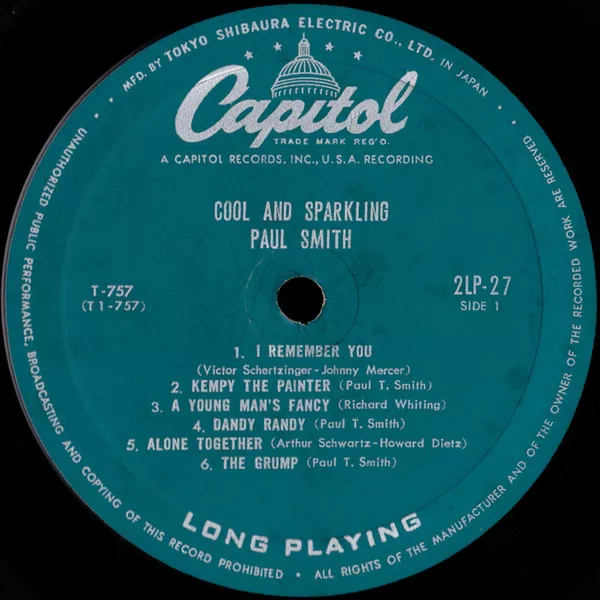 MFD. BY TOKYO SHIBAURA ELECTRIC CO., LTD. IN JAPAN •
Capitol
TRADE MARK REG'D.
A CAPITOL RECORDS, INC., U.S.A. RECORDING
COOL AND SPARKLING
PAUL SMITH
T-757
(T1-757)
2LP-27
SIDE 1
1. I REMEMBER YOU
(Victor Schertzinger-Johnny Mercer)
2. KEMPY THE PAINTER (Paul T. Smith)
3. A YOUNG MAN'S FANCY (Richard Whiting)
4. DANDY RANDY (Paul T. Smith)
5. ALONE TOGETHER (Arthur Schwartz-Howard Dietz)
6. THE GRUMP (Paul T. Smith)
LONG PLAYING
• UNAUTHORIZED PUBLIC PERFORMANCE, BROADCASTING AND COPYING OF THIS RECORD PROHIBITED • ALL RIGHTS OF THE MANUFACTURER AND OF THE OWNER OF THE RECORDED WORK ARE RESERVED